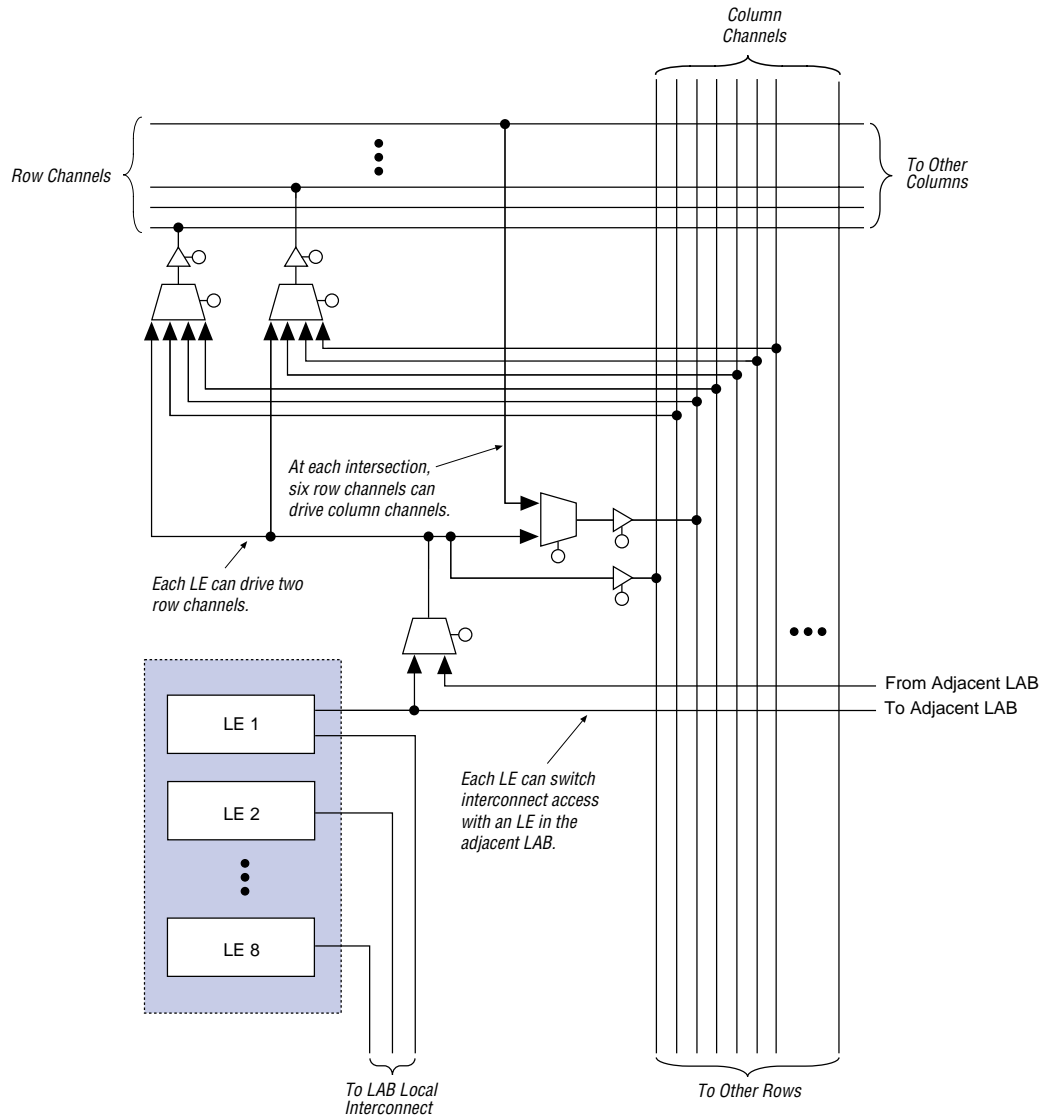 Column
Channels
Row Channels
To Other
Columns
At each intersection,
six row channels can
drive column channels.
Each LE can drive two
row channels.
From Adjacent LAB
To Adjacent LAB
LE 1
Each LE can switch
interconnect access
with an LE in the
adjacent LAB.
LE 2
LE 8
To LAB Local
Interconnect
To Other Rows